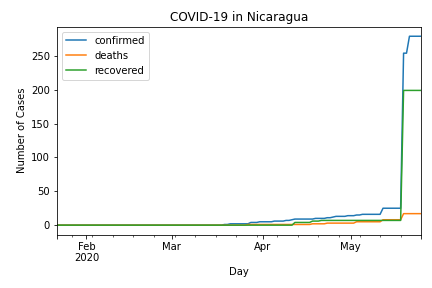 COVID-19 in Nicaragua
confirmed
deaths
recovered
Number of Cases
250
200
150
100
50
0
Feb
2020
Mar
Apr
May
Day